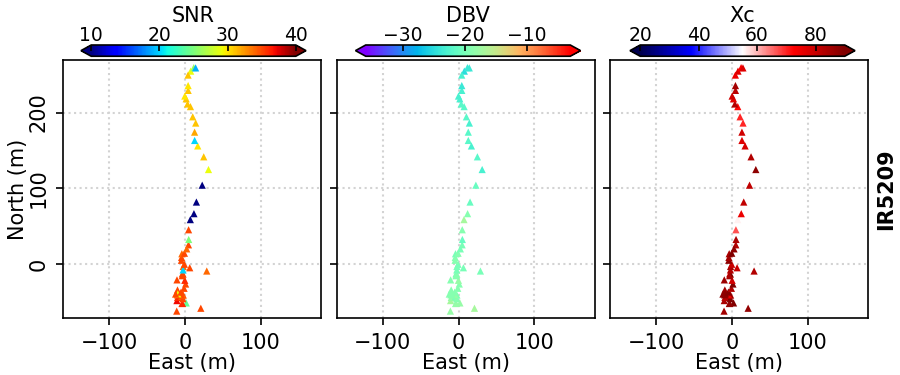 SNR DBV Xc
10 20 30 40 −30 −20 −10 20 40 60 80
North (m)
200
100
0
−100 0 100 −100 0 100 −100 0 100
East (m) East (m) East (m)
IR5209